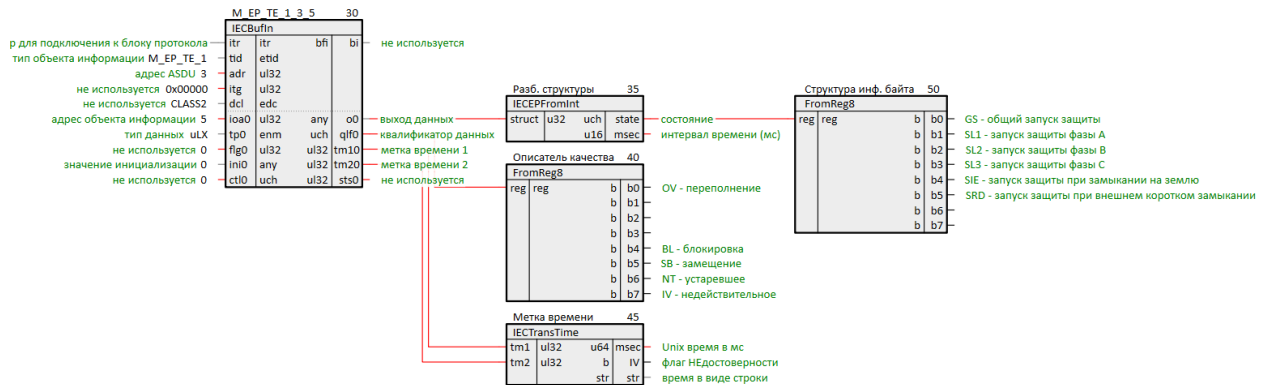 M_EP_TE_1_3_5 30
IECBufIn
р для подключения к блоку протокола itr itr bfi bi не используется
тип объекта информации M_EP_TE_1 tid etid
адрес ASDU 3 adr ul32
не используется 0x00000 itg ul32
не используется CLASS2 dcl edc
адрес объекта информации 5 ioa0 ul32 any o0 выход данных
тип данных uLX tp0 enm uch qlf0 квалификатор данных
не используется 0 flg0 ul32 ul32 tm10 метка времени 1
значение инициализации 0 ini0 any ul32 tm20 метка времени 2
не используется 0 ctl0 uch ul32 sts0 не используется
Разб. структуры 35
IECEPFromInt
struct u32 uch state состояние
u16 msec интервал времени (мс)
Описатель качества 40
FromReg8
reg reg b b0 OV - переполнение
b b1
b b2
b b3
b b4 BL - блокировка
b b5 SB - замещение
b b6 NT - устаревшее
b b7 IV - недействительное
Метка времени 45
IECTransTime
tm1 ul32 u64 msec Unix время в мс
tm2 ul32 b IV флаг НЕдостоверности
str str время в виде строки
Структура инф. байта 50
FromReg8
reg reg b b0 GS - общий запуск защиты
b b1 SL1 - запуск защиты фазы A
b b2 SL2 - запуск защиты фазы B
b b3 SL3 - запуск защиты фазы C
b b4 SIE - запуск защиты при замыкании на землю
b b5 SRD - запуск защиты при внешнем коротком замыкании
b b6
b b7